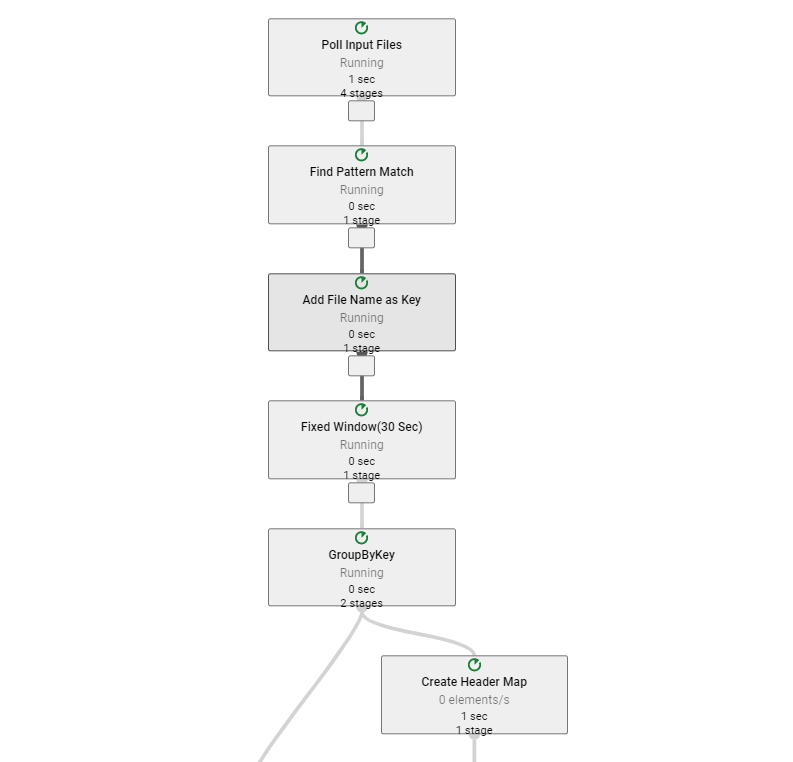 Poll Input Files
Running
1 sec
4 stages
Find Pattern Match
Running
0 sec
1 stage
Add File Name as Key
Running
0 sec
1 stage
Fixed Window(30 Sec)
Running
0 sec
1 stage
GroupByKey
Running
0 sec
2 stages
Create Header Map
0 elements/s
1 sec
1 stage